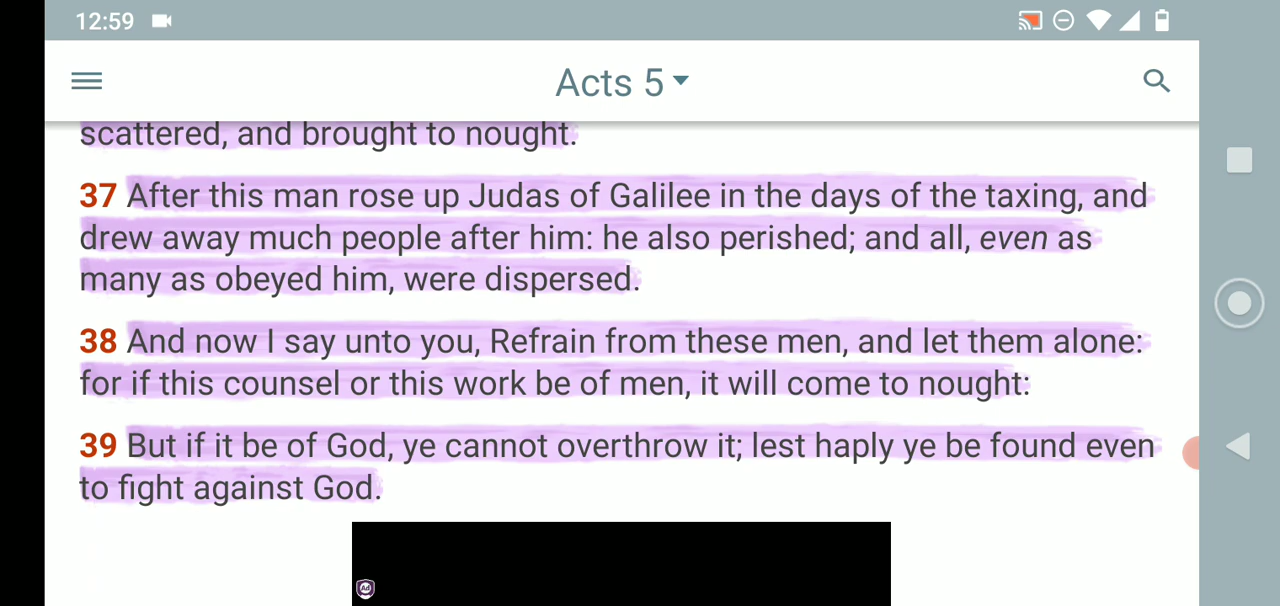 12:59
Acts 5
scattered, and brought to nought.
37 After this man rose up Judas of Galilee in the days of the taxing, and
drew away much people after him: he also perished; and all, even as
many as obeyed him, were dispersed.
38 And now I say unto you, Refrain from these men, and let them alone:
for if this counsel or this work be of men, it will come to nought:
39 But if it be of God, ye cannot overthrow it; lest haply ye be found even
to fight against God.
Ad